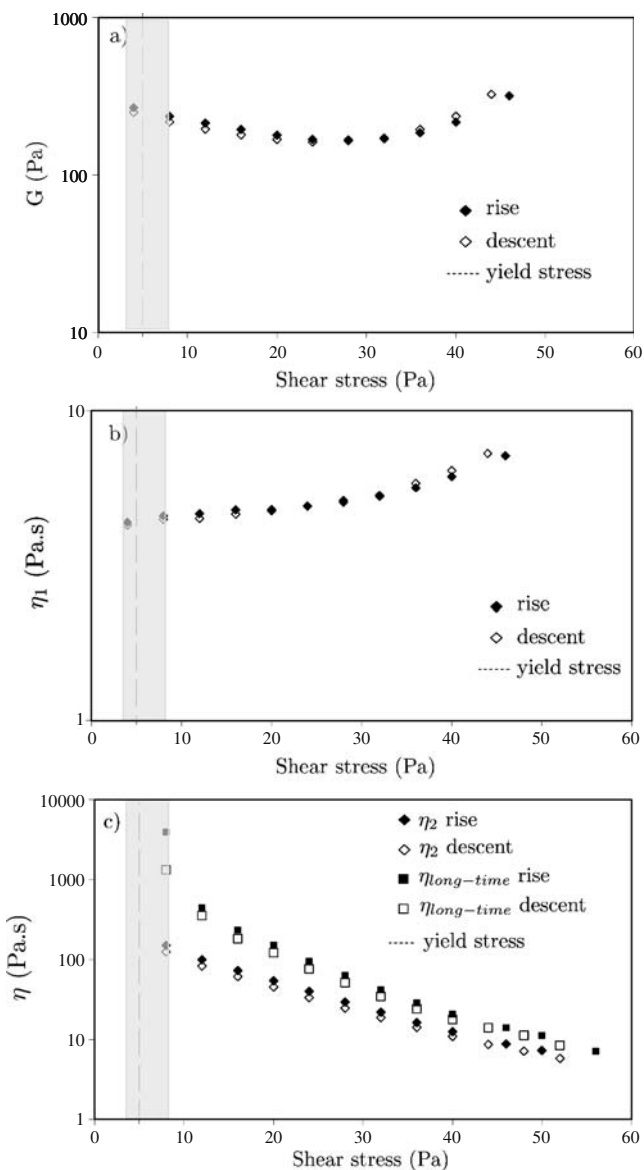 1000
a)
G (Pa)
100
rise
descent
yield stress
10
0 10 20 30 40 50 60
Shear stress (Pa)
10
b)
η₁ (Pa.s)
rise
descent
yield stress
1
0 10 20 30 40 50 60
Shear stress (Pa)
10000
c)
η₂ rise
η₂ descent
1000
ηlong−time rise
ηlong−time descent
yield stress
η (Pa.s)
100
10
1
0 10 20 30 40 50 60
Shear stress (Pa)